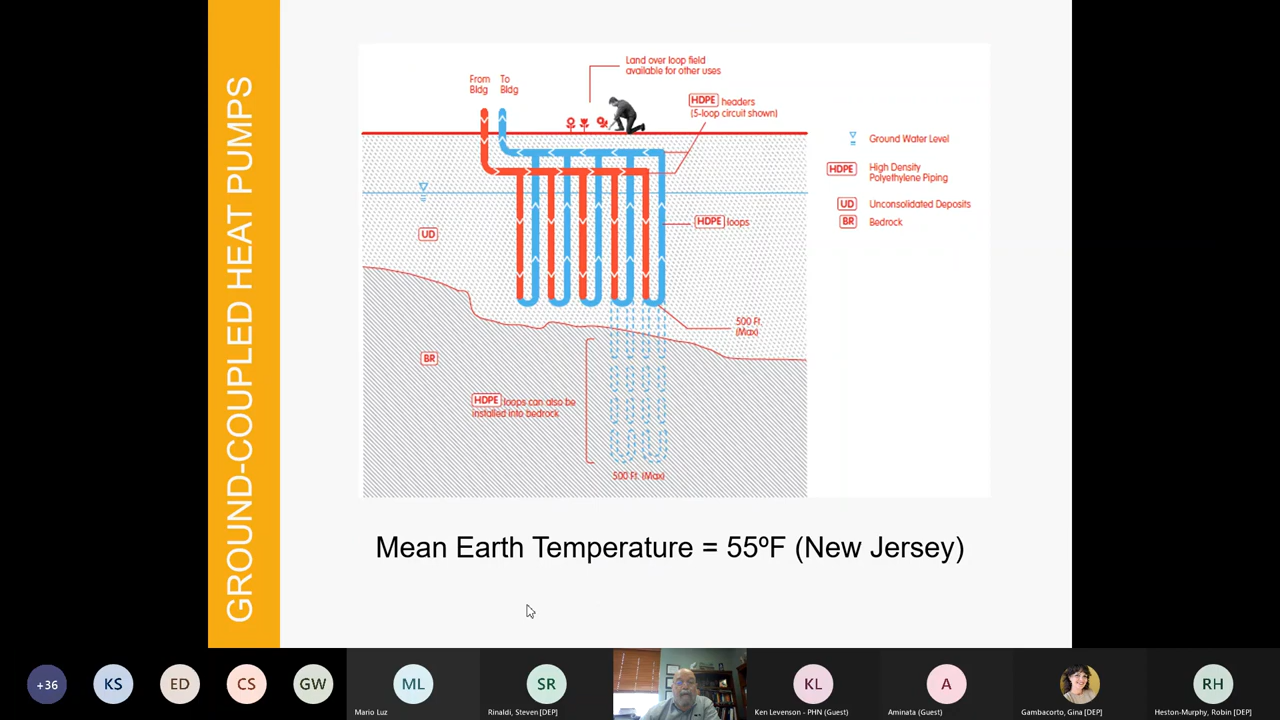 GROUND-COUPLED HEAT PUMPS
Land over loop field
available for other uses
From
Bldg
To
Bldg
HDPE headers
(5-loop circuit shown)
Ground Water Level
HDPE High Density
Polyethylene Piping
UD Unconsolidated Deposits
BR Bedrock
HDPE loops
UD
500 Ft
(Max)
BR
HDPE loops can also be
installed into bedrock
500 Ft. (Max)
Mean Earth Temperature = 55ºF (New Jersey)
+36
KS
ED
CS
GW
ML
SR
KL
A
RH
Mario Luz
Rinaldi, Steven [DEP]
Ken Levenson - PHN (Guest)
Aminata (Guest)
Gambacorto, Gina [DEP]
Heston-Murphy, Robin [DEP]